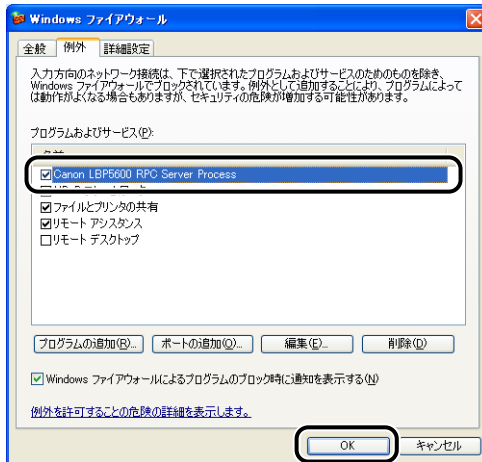 Windows ファイアウォール
全般 例外 詳細設定
入力方向のネットワーク接続は、下で選択されたプログラムおよびサービスのためのものを除き、
Windows ファイアウォールでブロックされています。例外として追加することにより、プログラムによって
は動作がよくなる場合もありますが、セキュリティの危険が増加する可能性があります。
プログラムおよびサービス(P):
Canon LBP5600 RPC Server Process
ファイルとプリンタの共有
リモート アシスタンス
リモート デスクトップ
プログラムの追加(R)... ポートの追加(O)... 編集(E)... 削除(D)
Windows ファイアウォールによるプログラムのブロック時に通知を表示する(N)
例外を許可することの危険の詳細を表示します。
OK キャンセル